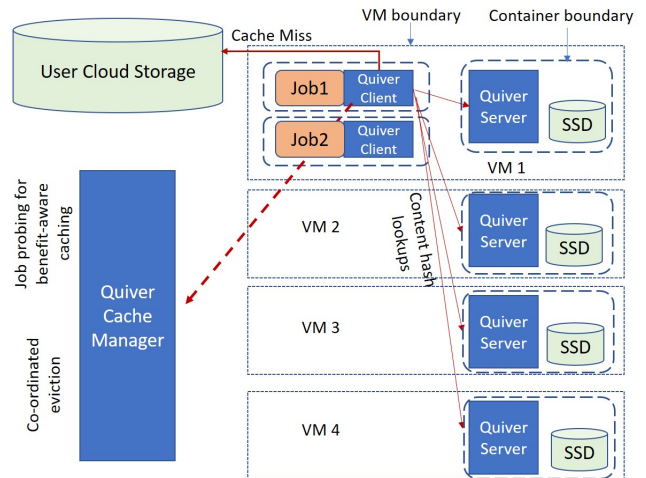 VM boundary
Container boundary
Cache Miss
User Cloud Storage
Job1
Quiver
Client
Job2
Quiver
Client
Quiver
Server
SSD
VM 1
Job probing for
benefit-aware
caching
Co-ordinated
eviction
Quiver
Cache
Manager
Content hash
lookups
VM 2
Quiver
Server
SSD
VM 3
Quiver
Server
SSD
VM 4
Quiver
Server
SSD